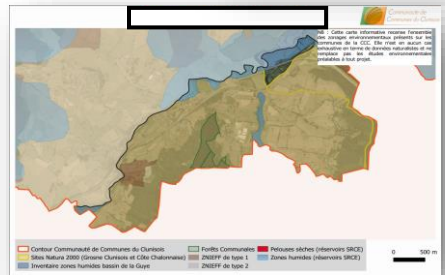 Communauté de
Communes du Clunisois
NB : Cette carte informative recense l'ensemble
des zonages environnementaux présents sur les
communes de la CCC. Elle n'est en aucun cas
exhaustive en terme de données naturalistes et ne
remplace pas les études environnementales
préalables à tout projet.
Contour Communauté de Communes du Clunisois
Sites Natura 2000 (Grosne Clunisois et Côte Chalonnaise)
Inventaire zones humides bassin de la Guye
Forêts Communales
ZNIEFF de type 1
ZNIEFF de type 2
Pelouses sèches (réservoirs SRCE)
Zones humides (réservoirs SRCE)
0 500 m